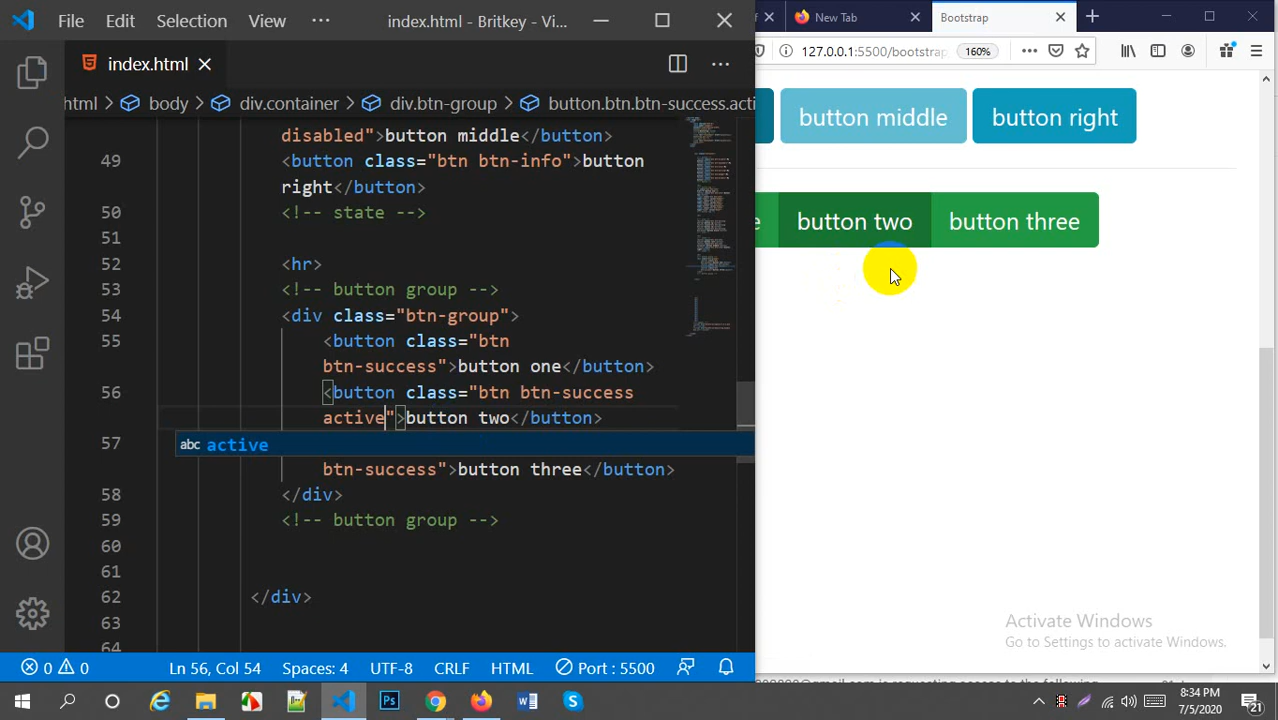 File Edit Selection View ··· index.html - Britkey - Vi...
index.html
html body div.container div.btn-group button.btn.btn-success.acti
disabled">button middle</button>
49 <button class="btn btn-info">button
right</button>
50 <!-- state -->
51
52 <hr>
53 <!-- button group -->
54 <div class="btn-group">
55 <button class="btn
btn-success">button one</button>
56 <button class="btn btn-success
active">button two</button>
57
abc active
btn-success">button three</button>
58 </div>
59 <!-- button group -->
60
61
62 </div>
63
64
0 0 Ln 56, Col 54 Spaces: 4 UTF-8 CRLF HTML Port : 5500
New Tab Bootstrap
127.0.0.1:5500/bootstrap 160%
button middle button right
e button two button three
Activate Windows
Go to Settings to activate Windows.
8:34 PM
7/5/2020
21